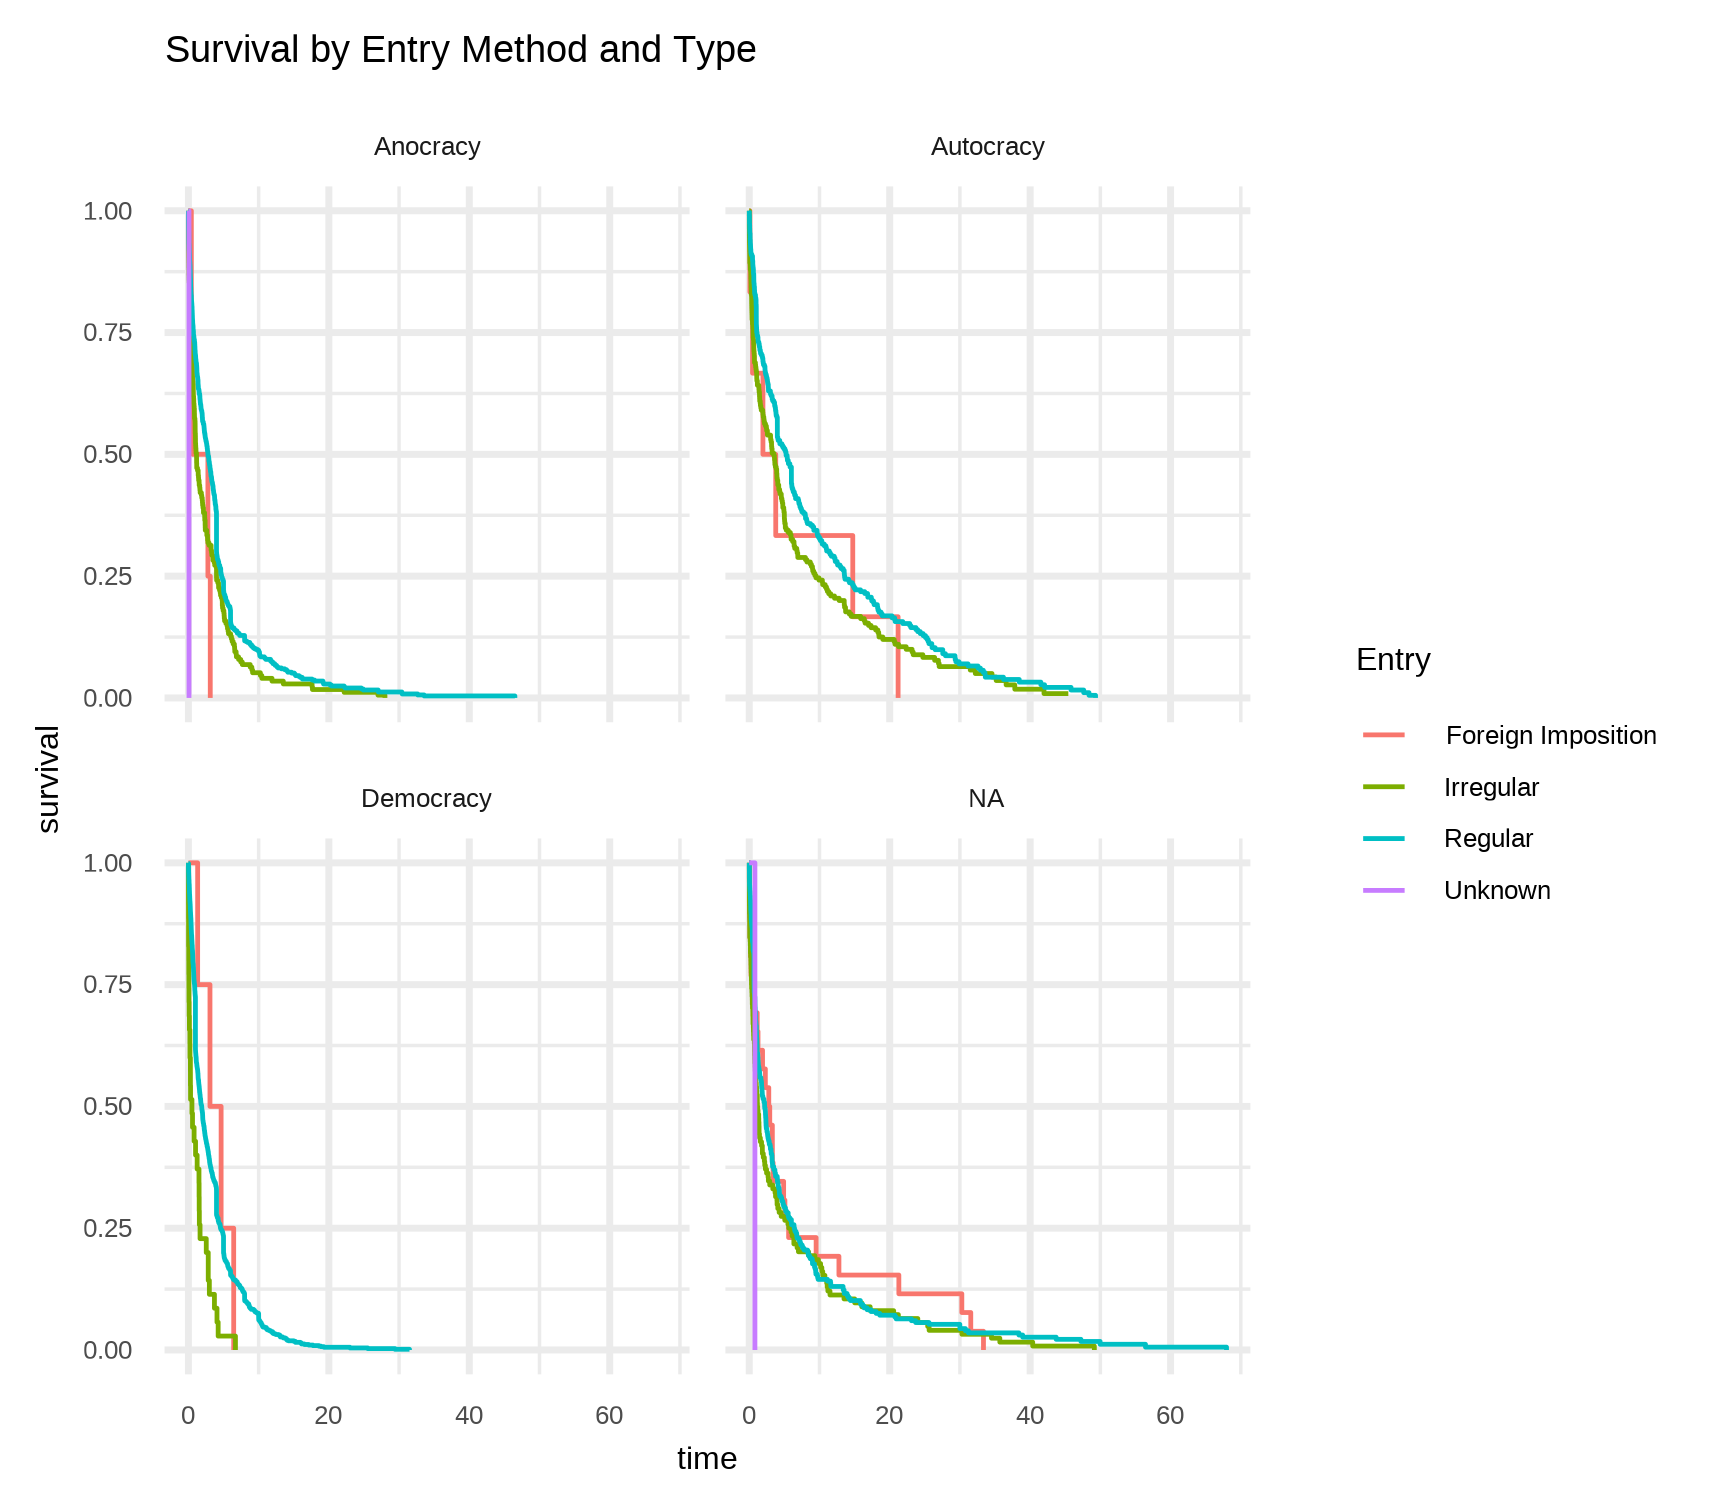 Survival by Entry Method and Type
Anocracy
Autocracy
1.00
0.75
0.50
0.25
0.00
survival
Democracy
NA
1.00
0.75
0.50
0.25
0.00
0 20 40 60
0 20 40 60
time
Entry
Foreign Imposition
Irregular
Regular
Unknown